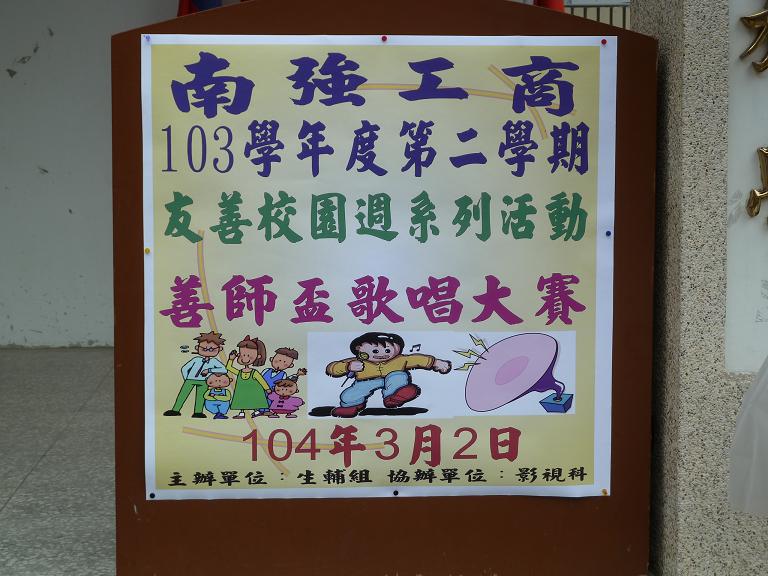 南強工商
103學年度第二學期
友善校園週系列活動
善師盃歌唱大賽
104年3月2日
主辦單位：生輔組 協辦單位：影視科